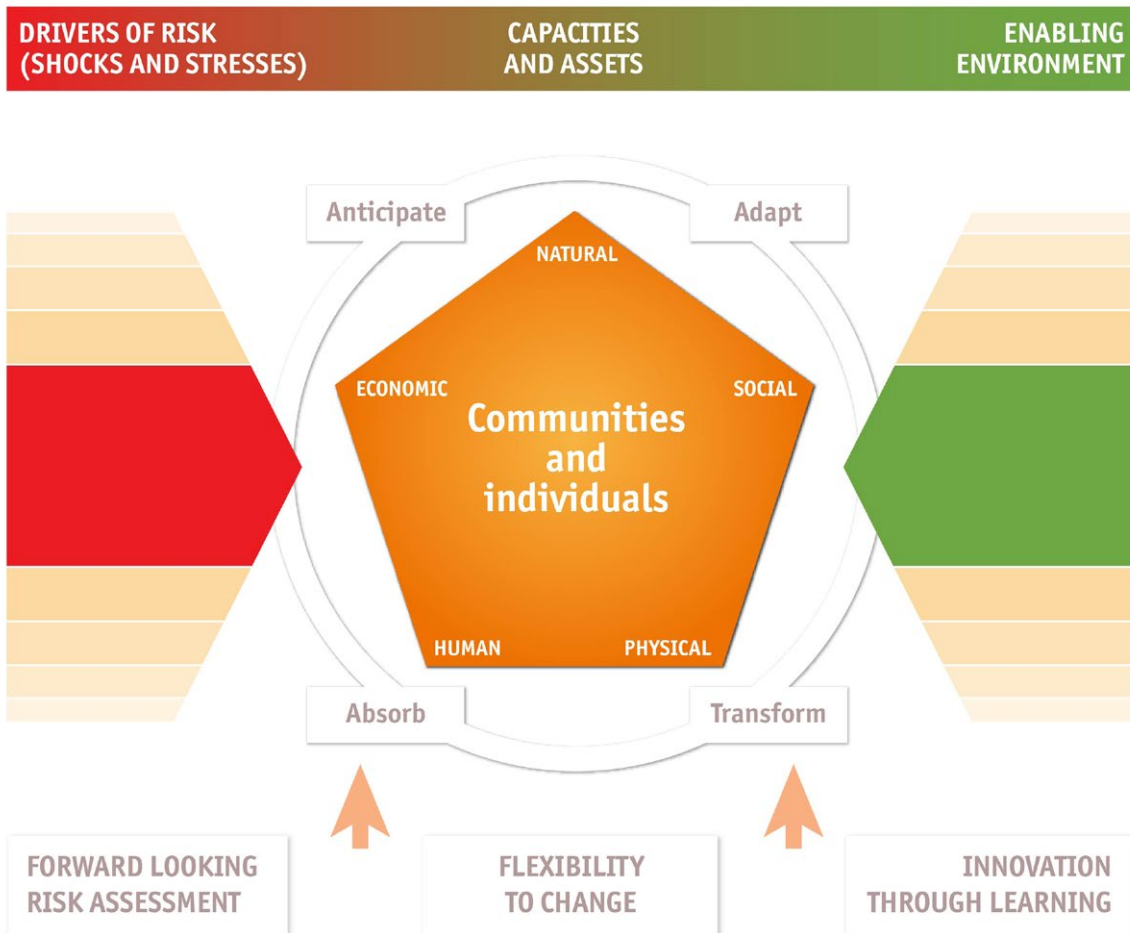 DRIVERS OF RISK
(SHOCKS AND STRESSES)
CAPACITIES
AND ASSETS
ENABLING
ENVIRONMENT
Anticipate
Adapt
NATURAL
ECONOMIC
SOCIAL
Communities
and
individuals
HUMAN
PHYSICAL
Absorb
Transform
FORWARD LOOKING
RISK ASSESSMENT
FLEXIBILITY
TO CHANGE
INNOVATION
THROUGH LEARNING